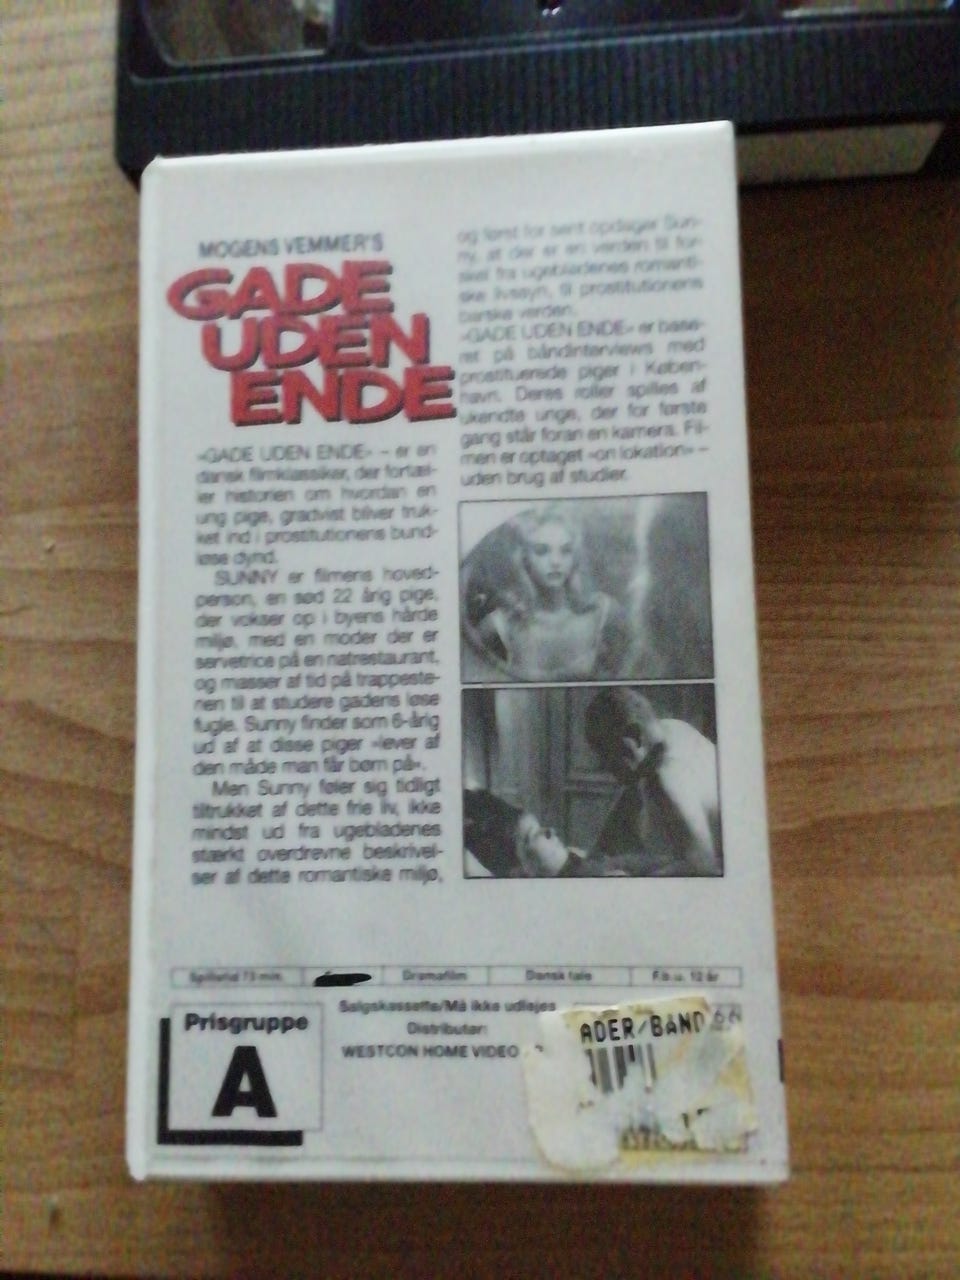 MOGENS VEMMER'S
GADE
UDEN
ENDE
»GADE UDEN ENDE« – er en
dansk filmklassiker, der fortæl-
ler historien om hvordan en
ung pige, gradvist bliver truk-
ket ind i prostitutionens bund-
løse dynd.
SUNNY er filmens hoved-
person, en sød 22 årig pige,
der vokser op i byens hårde
miljø, med en moder der er
servetrice på en natrestaurant,
og masser af tid på trappeste-
nen til at studere gadens løse
fugle. Sunny finder som 6-årig
ud af at disse piger »lever af
den måde man får børn på«.
Men Sunny føler sig tidligt
tiltrukket af dette frie liv, ikke
mindst ud fra ugebladenes
stærkt overdrevne beskrivel-
ser af dette romantiske miljø,
og først for sent opdager Sun-
ny, at der er en verden til for-
skel fra ugebladenes romanti-
ske livssyn, til prostitutionens
barske verden.
»GADE UDEN ENDE« er base-
ret på båndinterviews med
prostituerede piger i Køben-
havn. Deres roller spilles af
ukendte unge, der for første
gang står foran en kamera. Fil-
men er optaget »on lokation« –
uden brug af studier.
Spilletid 73 min. Dramafilm Dansk tale F.b.u. 12 år
Prisgruppe
A
Salgskassette/Må ikke udlejes
Distributør:
WESTCON HOME VIDEO
ADER/BAND 66